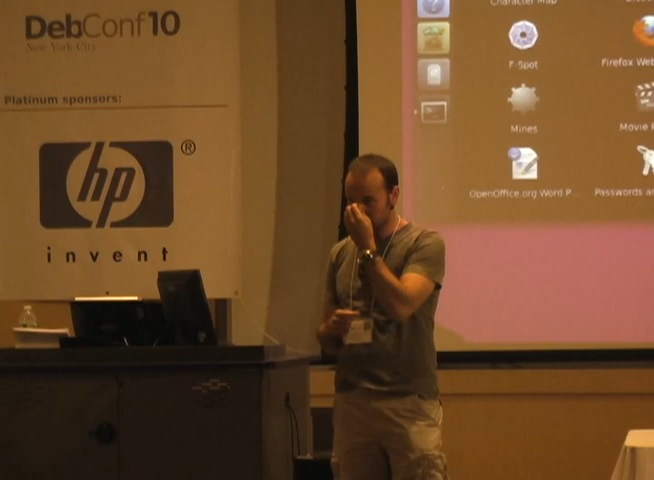 DebConf10
New York City
Platinum sponsors:
hp
®
invent
Character Map
F-Spot
Firefox Web
Mines
Movie
OpenOffice.org Word P...
Passwords a